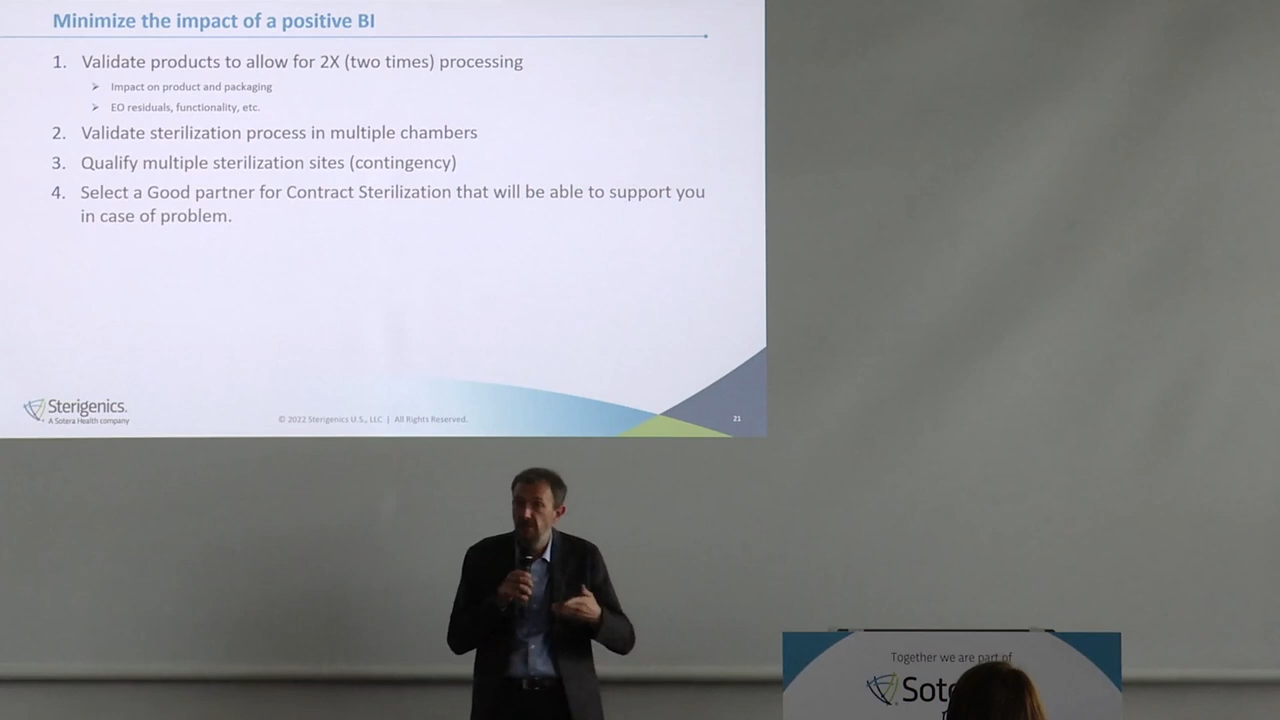 Minimize the impact of a positive BI
1. Validate products to allow for 2X (two times) processing
➢ Impact on product and packaging
➢ EO residuals, functionality, etc.
2. Validate sterilization process in multiple chambers
3. Qualify multiple sterilization sites (contingency)
4. Select a Good partner for Contract Sterilization that will be able to support you
in case of problem.
Sterigenics.
A Sotera Health company
© 2022 Sterigenics U.S., LLC | All Rights Reserved.
21
Together we are part of